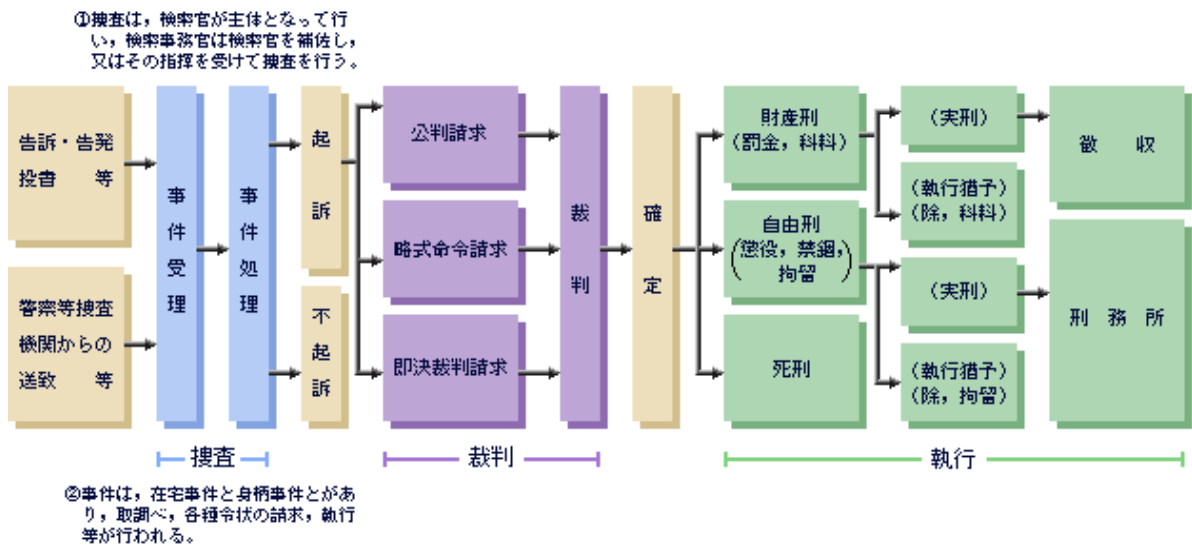 ①捜査は，検察官が主体となって行
い，検察事務官は検察官を補佐し，
又はその指揮を受けて捜査を行う。
告訴・告発
投書　等
警察等捜査
機関からの
送致　等
事件受理
事件処理
起訴
不起訴
公判請求
略式命令請求
即決裁判請求
裁判
確定
財産刑
(罰金，科料)
自由刑
(懲役，禁錮，
拘留)
死刑
(実刑)
(執行猶予)
(除，科料)
(実刑)
(執行猶予)
(除，拘留)
徴収
刑務所
捜査
裁判
執行
②事件は，在宅事件と身柄事件とがあ
り，取調べ，各種令状の請求，執行
等が行われる。